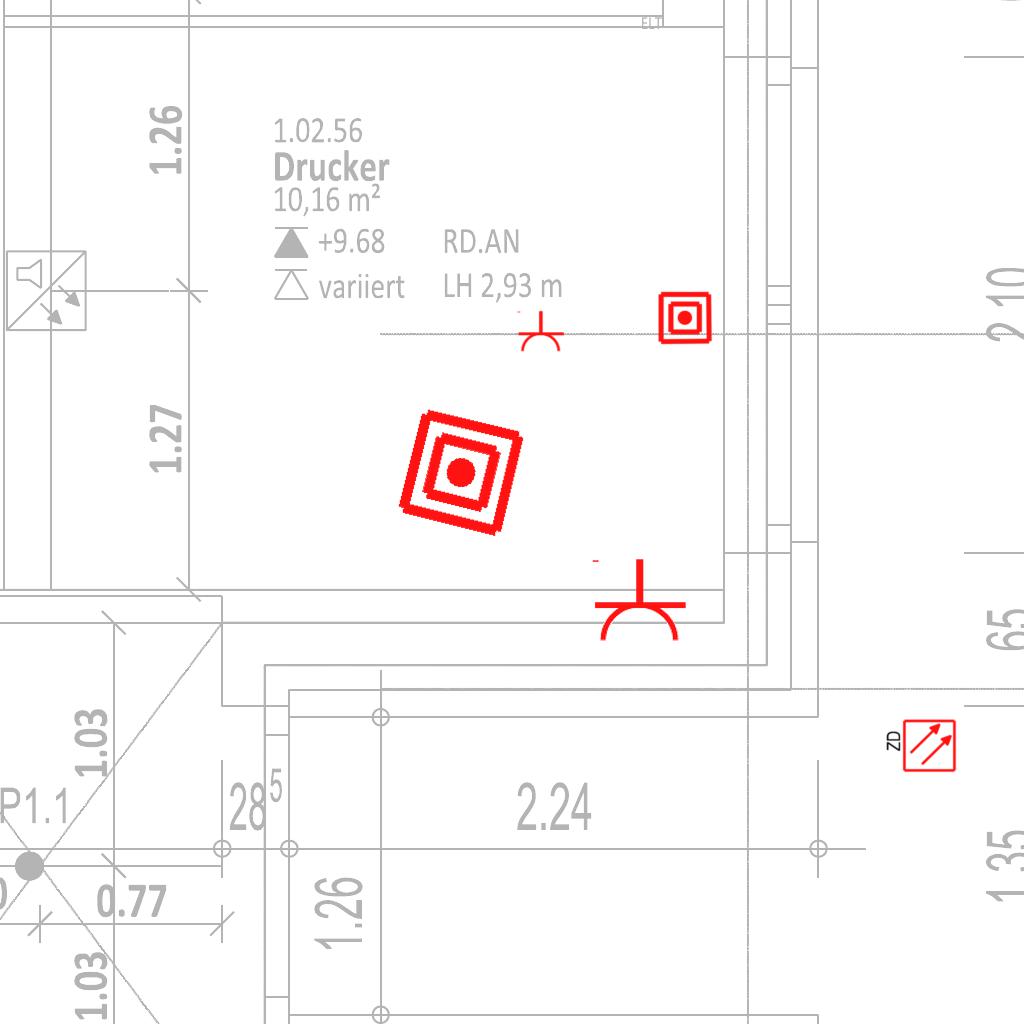 ELT
1.26
1.02.56
Drucker
10,16 m²
+9.68 RD.AN
variiert LH 2,93 m
2.10
1.27
65
1.03
ZD
P1.1
28⁵
2.24
1.35
0.77
1.26
1.03